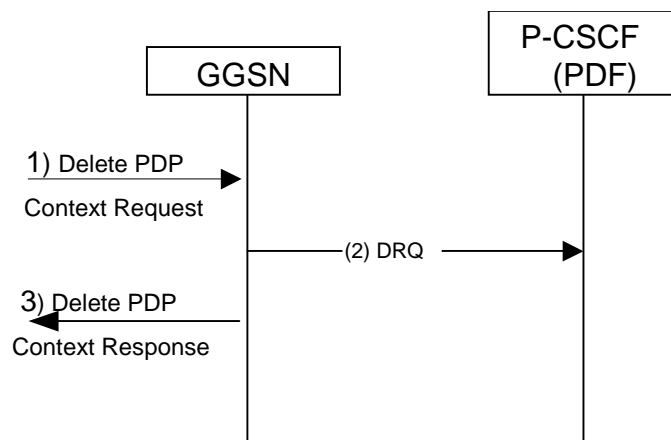 GGSN
P-CSCF
(PDF)
1) Delete PDP
Context Request
(2) DRQ
3) Delete PDP
Context Response